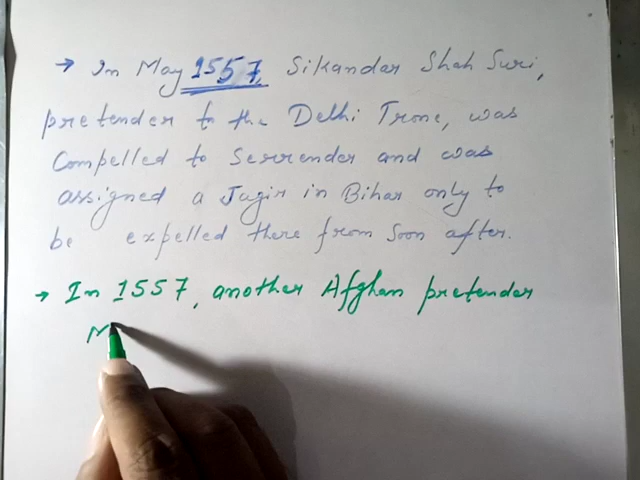 → In May 1557, Sikandar Shah Suri,
pretender to the Delhi Trone, was
Compelled to Serrender and was
assigned a Jagir in Bihar only to
be expelled there from Soon after.
→ In 1557, another Afghan pretender